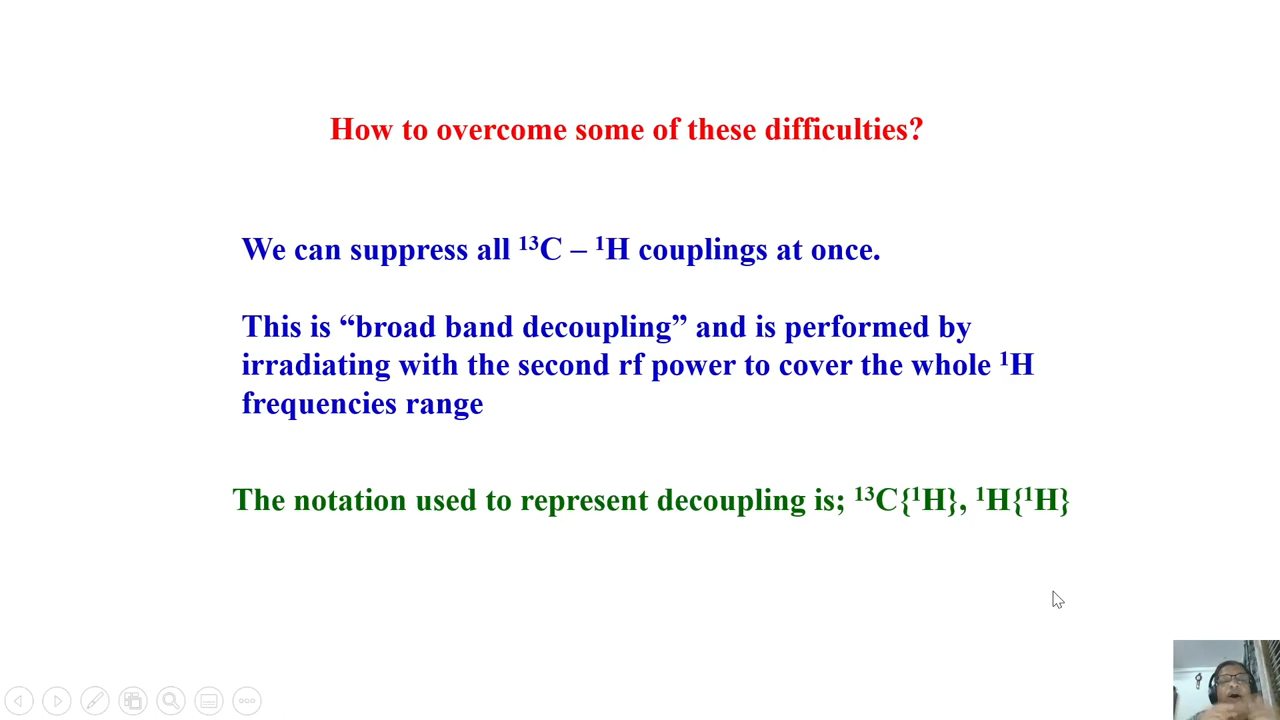 How to overcome some of these difficulties?
We can suppress all ¹³C – ¹H couplings at once.
This is “broad band decoupling” and is performed by
irradiating with the second rf power to cover the whole ¹H
frequencies range
The notation used to represent decoupling is; ¹³C{¹H}, ¹H{¹H}